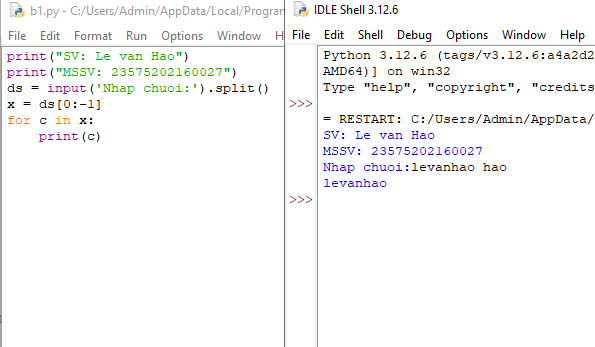 b1.py - C:/Users/Admin/AppData/Local/Program
File Edit Format Run Options Window H
print("SV: Le van Hao")
print("MSSV: 23575202160027")
ds = input('Nhap chuoi:').split()
x = ds[0:-1]
for c in x:
    print(c)
IDLE Shell 3.12.6
File Edit Shell Debug Options Window Help
Python 3.12.6 (tags/v3.12.6:a4a2d2
AMD64)] on win32
Type "help", "copyright", "credits
>>>
= RESTART: C:/Users/Admin/AppData/
SV: Le van Hao
MSSV: 23575202160027
Nhap chuoi:levanhao hao
levanhao
>>>